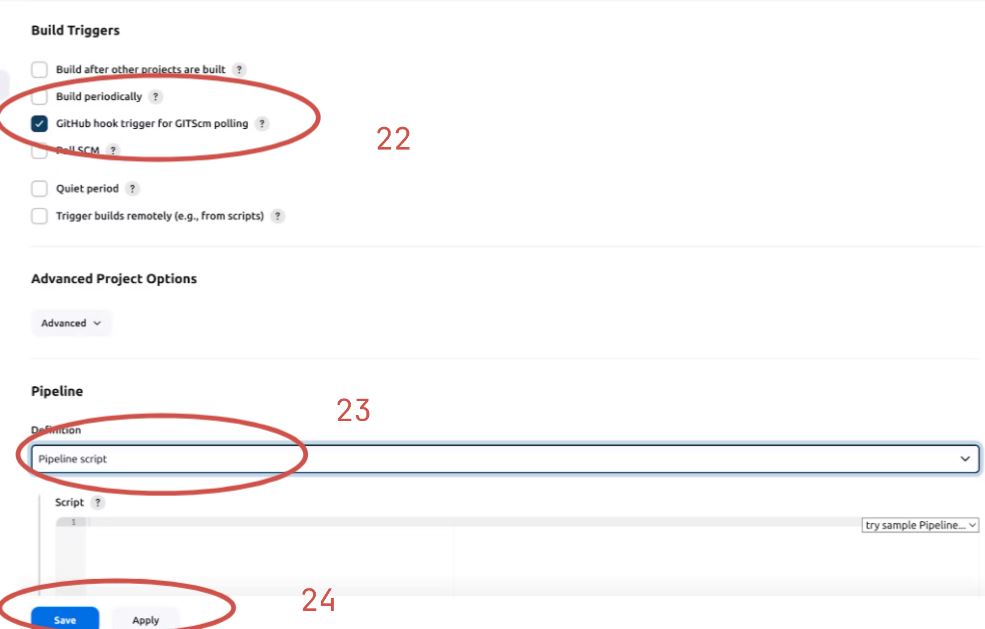 Build Triggers
Build after other projects are built ?
Build periodically ?
GitHub hook trigger for GITScm polling ?
22
Poll SCM ?
Quiet period ?
Trigger builds remotely (e.g., from scripts) ?
Advanced Project Options
Advanced
Pipeline
23
Definition
Pipeline script
Script ?
1
try sample Pipeline...
24
Save Apply